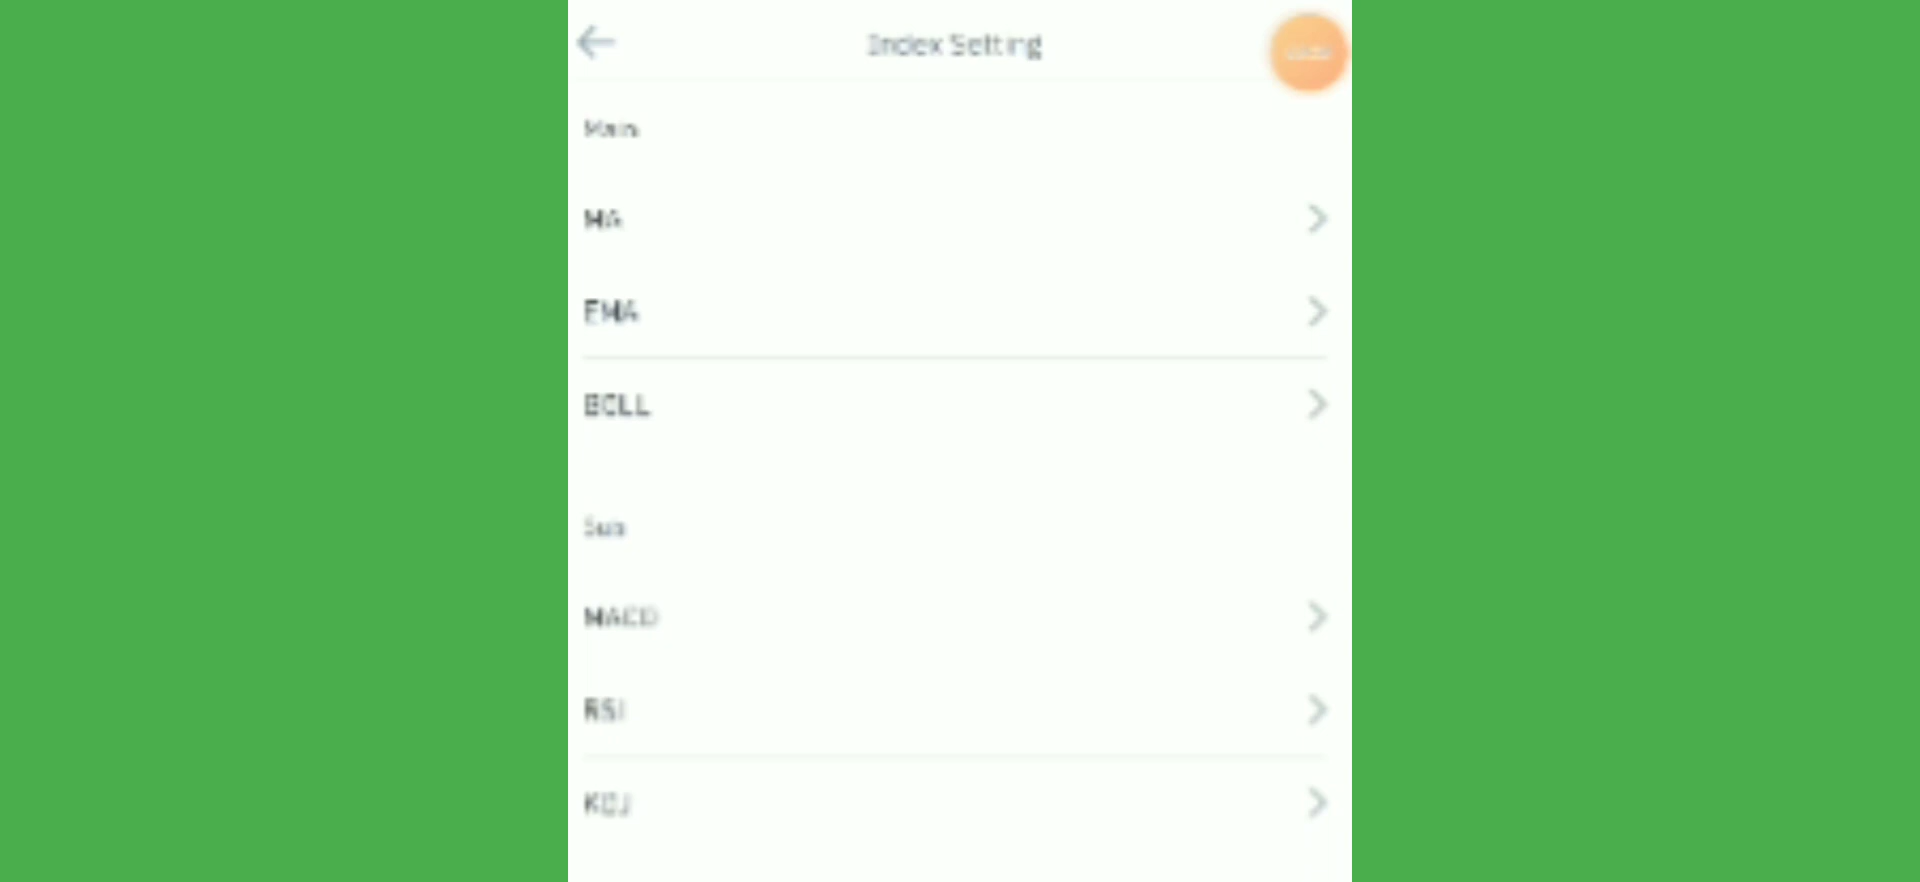 Index Setting
Main
MA
EMA
BOLL
Sub
MACD
RSI
KDJ